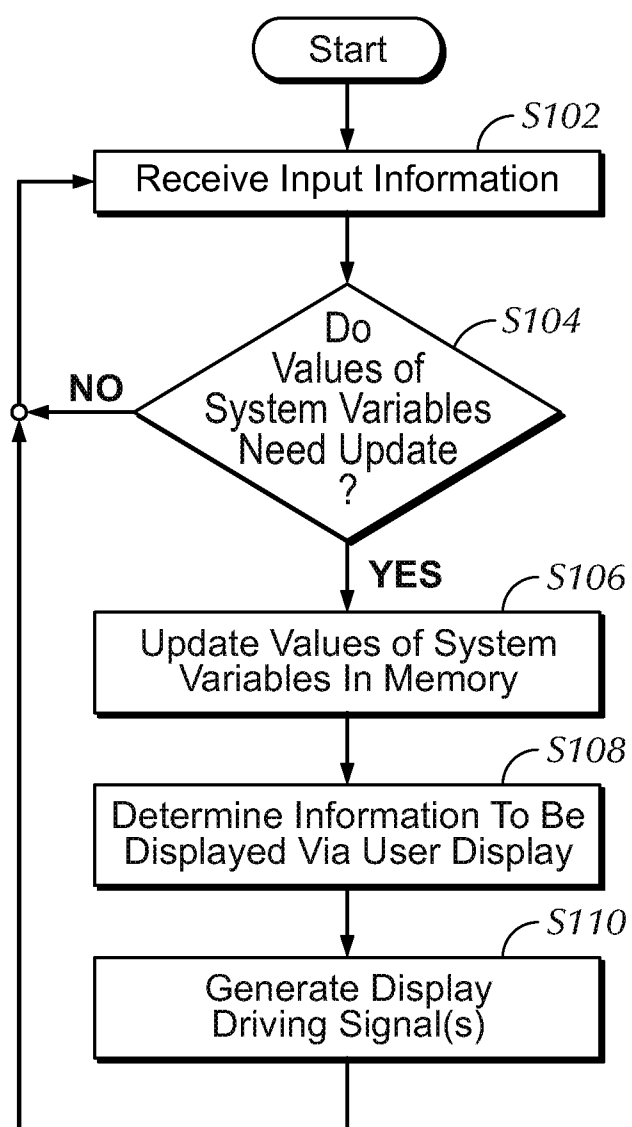 Start
S102
Receive Input Information
S104
Do
Values of
System Variables
Need Update
?
NO
YES
S106
Update Values of System
Variables In Memory
S108
Determine Information To Be
Displayed Via User Display
S110
Generate Display
Driving Signal(s)